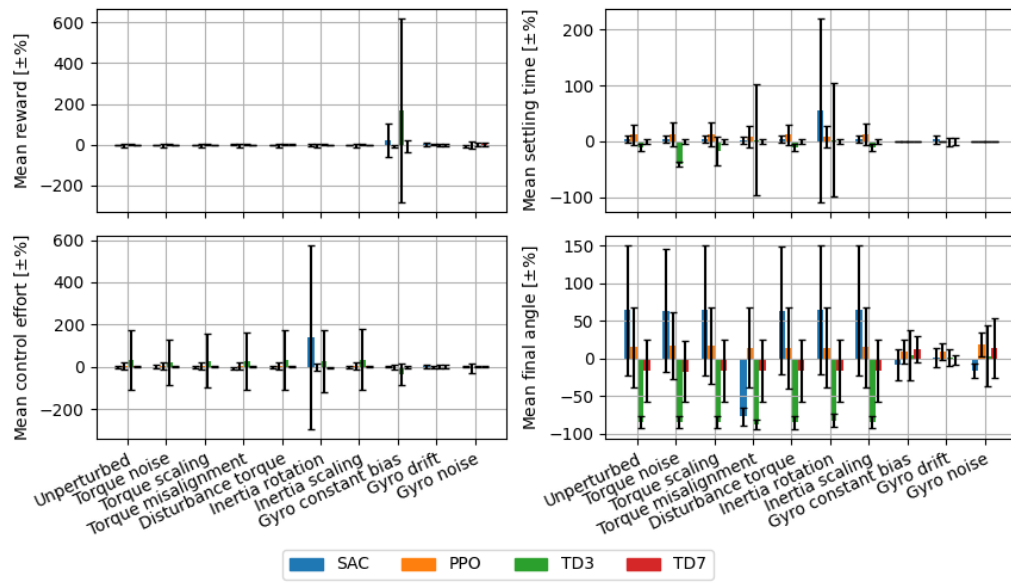 Mean reward [±%]
600
400
200
0
−200
Mean settling time [±%]
200
100
0
−100
Mean control effort [±%]
600
400
200
0
−200
Mean final angle [±%]
150
100
50
0
−50
−100
Unperturbed
Torque noise
Torque scaling
Torque misalignment
Disturbance torque
Inertia rotation
Inertia scaling
Gyro constant bias
Gyro drift
Gyro noise
Unperturbed
Torque noise
Torque scaling
Torque misalignment
Disturbance torque
Inertia rotation
Inertia scaling
Gyro constant bias
Gyro drift
Gyro noise
SAC PPO TD3 TD7